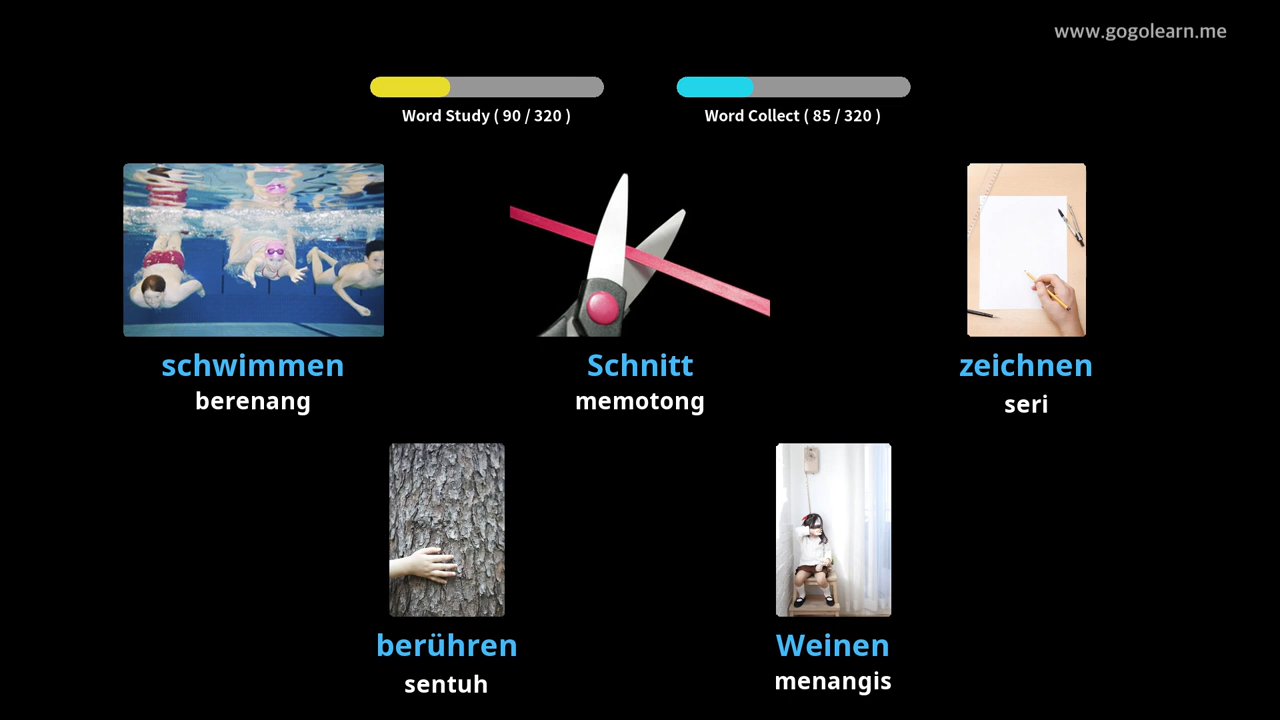 www.gogolearn.me
Word Study ( 90 / 320 )
Word Collect ( 85 / 320 )
schwimmen
berenang
Schnitt
memotong
zeichnen
seri
berühren
sentuh
Weinen
menangis